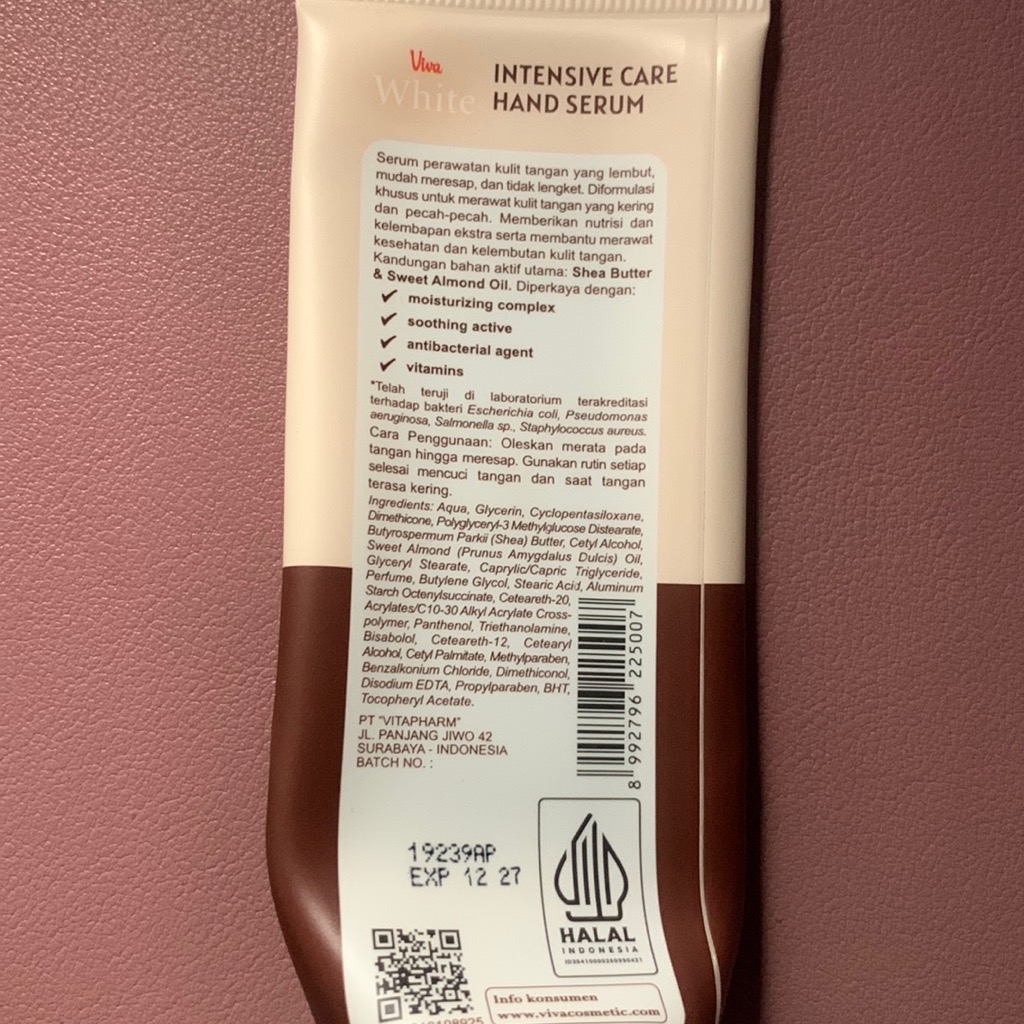 Viva
White
INTENSIVE CARE
HAND SERUM
Serum perawatan kulit tangan yang lembut,
mudah meresap, dan tidak lengket. Diformulasi
khusus untuk merawat kulit tangan yang kering
dan pecah-pecah. Memberikan nutrisi dan
kelembapan ekstra serta membantu merawat
kesehatan dan kelembutan kulit tangan.
Kandungan bahan aktif utama: Shea Butter
& Sweet Almond Oil. Diperkaya dengan:
✔ moisturizing complex
✔ soothing active
✔ antibacterial agent
✔ vitamins
*Telah teruji di laboratorium terakreditasi
terhadap bakteri Escherichia coli, Pseudomonas
aeruginosa, Salmonella sp., Staphylococcus aureus.
Cara Penggunaan: Oleskan merata pada
tangan hingga meresap. Gunakan rutin setiap
selesai mencuci tangan dan saat tangan
terasa kering.
Ingredients: Aqua, Glycerin, Cyclopentasiloxane,
Dimethicone, Polyglyceryl-3 Methylglucose Distearate,
Butyrospermum Parkii (Shea) Butter, Cetyl Alcohol,
Sweet Almond (Prunus Amygdalus Dulcis) Oil,
Glyceryl Stearate, Caprylic/Capric Triglyceride,
Perfume, Butylene Glycol, Stearic Acid, Aluminum
Starch Octenylsuccinate, Ceteareth-20,
Acrylates/C10-30 Alkyl Acrylate Cross-
polymer, Panthenol, Triethanolamine,
Bisabolol, Ceteareth-12, Cetearyl
Alcohol, Cetyl Palmitate, Methylparaben,
Benzalkonium Chloride, Dimethiconol,
Disodium EDTA, Propylparaben, BHT,
Tocopheryl Acetate.
8 992796 225007
PT "VITAPHARM"
JL. PANJANG JIWO 42
SURABAYA - INDONESIA
BATCH NO. :
19239AP
EXP 12 27
HALAL
INDONESIA
Info konsumen
www.vivacosmetic.com